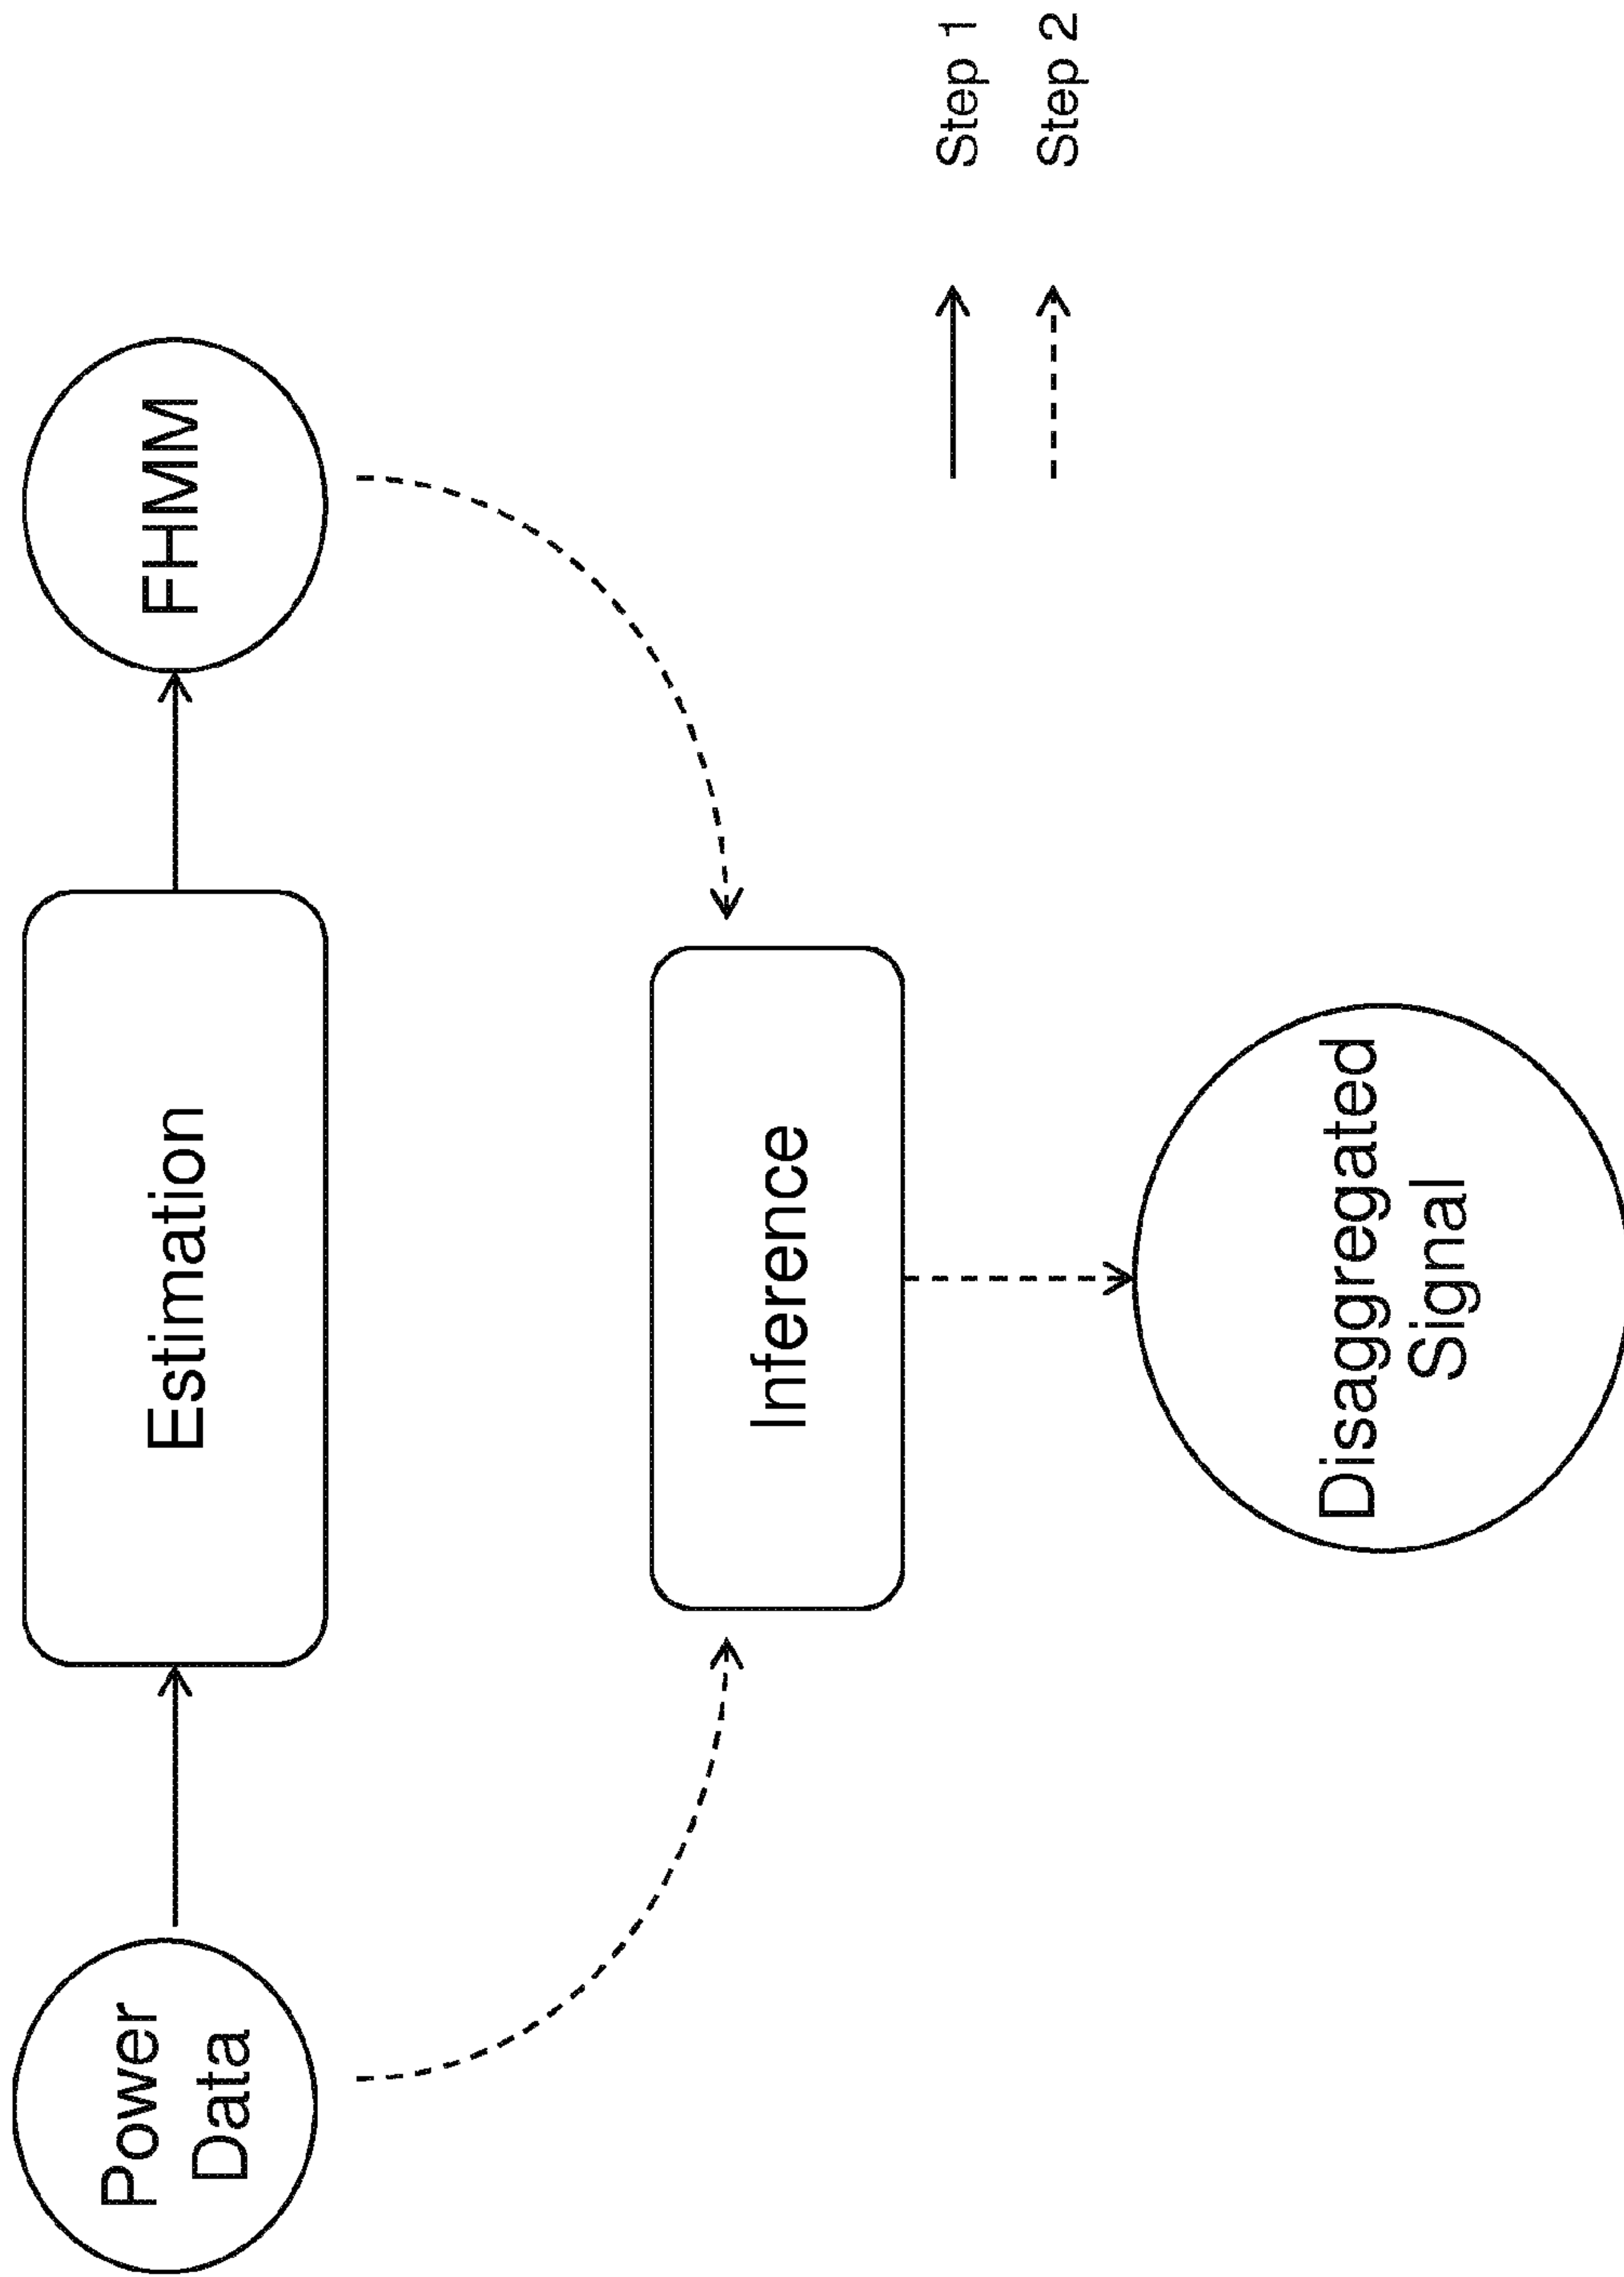 Power
Data
Estimation
FHMM
Inference
Disaggregated
Signal
Step 1
Step 2